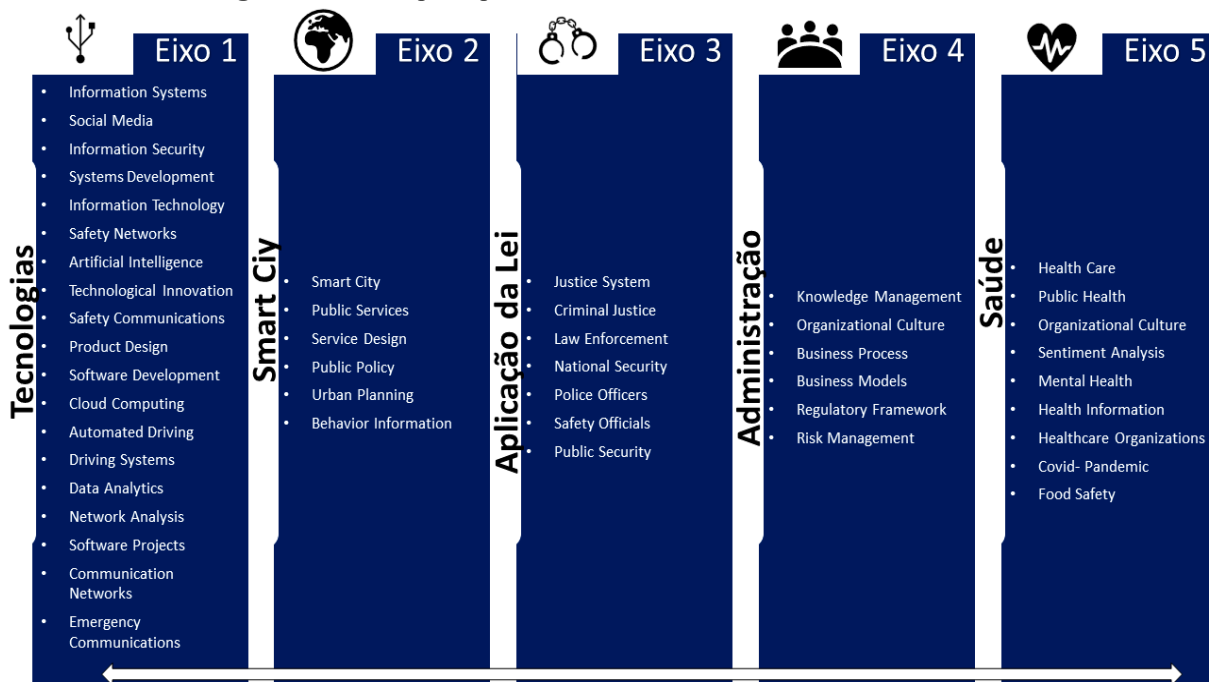 Eixo 1
Tecnologias
• Information Systems
• Social Media
• Information Security
• Systems Development
• Information Technology
• Safety Networks
• Artificial Intelligence
• Technological Innovation
• Safety Communications
• Product Design
• Software Development
• Cloud Computing
• Automated Driving
• Driving Systems
• Data Analytics
• Network Analysis
• Software Projects
• Communication
Networks
• Emergency
Communications
Eixo 2
Smart Ciy
• Smart City
• Public Services
• Service Design
• Public Policy
• Urban Planning
• Behavior Information
Eixo 3
Aplicação da Lei
• Justice System
• Criminal Justice
• Law Enforcement
• National Security
• Police Officers
• Safety Officials
• Public Security
Eixo 4
Administração
• Knowledge Management
• Organizational Culture
• Business Process
• Business Models
• Regulatory Framework
• Risk Management
Eixo 5
Saúde
• Health Care
• Public Health
• Organizational Culture
• Sentiment Analysis
• Mental Health
• Health Information
• Healthcare Organizations
• Covid- Pandemic
• Food Safety